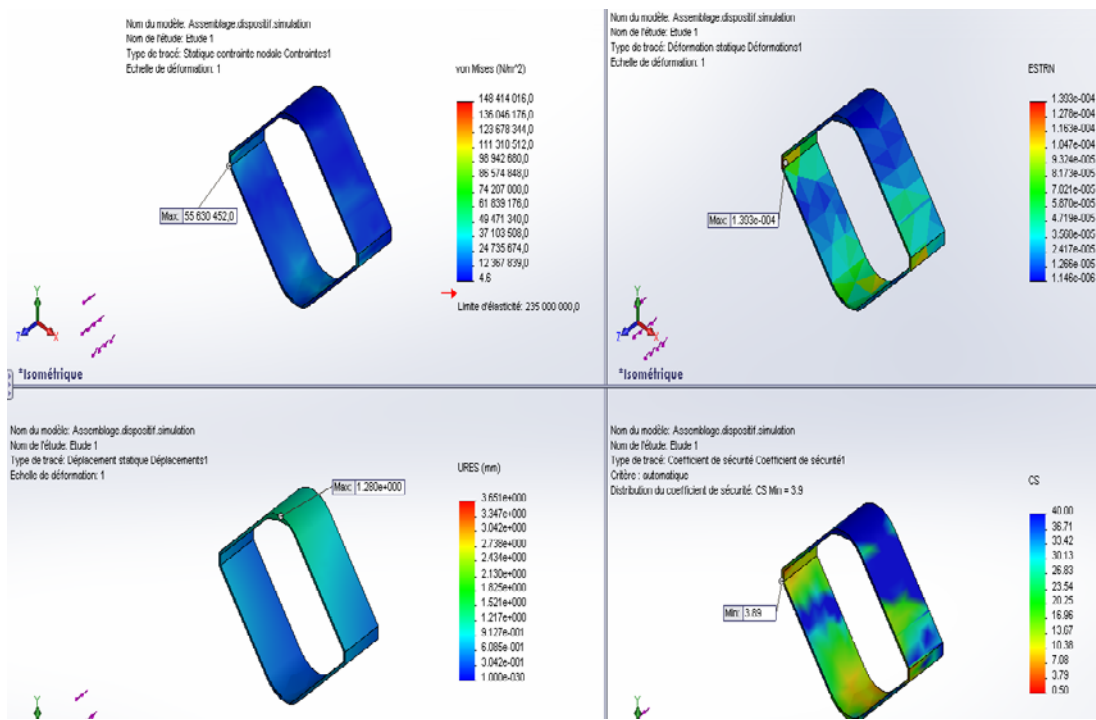 Nom du modèle: Assemblage.dispositif.simulation
Nom de l'étude: Etude 1
Type de tracé: Statique contrainte nodale Contraintes1
Echelle de déformation: 1
von Mises (N/m^2)
148 414 016,0
136 046 176,0
123 678 344,0
111 310 512,0
98 942 680,0
86 574 848,0
74 207 000,0
61 839 176,0
49 471 340,0
37 103 508,0
24 735 674,0
12 367 839,0
4.6
Limite d'élasticité: 235 000 000,0
Max: 55 630 452,0
Y
Z
X
*Isométrique
Nom du modèle: Assemblage.dispositif.simulation
Nom de l'étude: Etude 1
Type de tracé: Déformation statique Déformations1
Echelle de déformation: 1
ESTRN
1.393e-004
1.278e-004
1.163e-004
1.047e-004
9.324e-005
8.173e-005
7.021e-005
5.870e-005
4.719e-005
3.560e-005
2.417e-005
1.266e-005
1.146e-006
Max: 1.393e-004
Y
Z
X
*Isométrique
Nom du modèle: Assemblage.dispositif.simulation
Nom de l'étude: Etude 1
Type de tracé: Déplacement statique Déplacements1
Echelle de déformation: 1
URES (mm)
3.651e+000
3.347e+000
3.042e+000
2.738e+000
2.434e+000
2.130e+000
1.825e+000
1.521e+000
1.217e+000
9.127e-001
6.085e-001
3.042e-001
1.000e-030
Max: 1.280e+000
Y
Nom du modèle: Assemblage.dispositif.simulation
Nom de l'étude: Etude 1
Type de tracé: Coefficient de sécurité Coefficient de sécurité1
Critère : automatique
Distribution du coefficient de sécurité: CS Min = 3.9
CS
40.00
36.71
33.42
30.13
26.83
23.54
20.25
16.96
13.67
10.38
7.08
3.79
0.50
Min: 3.89
Y